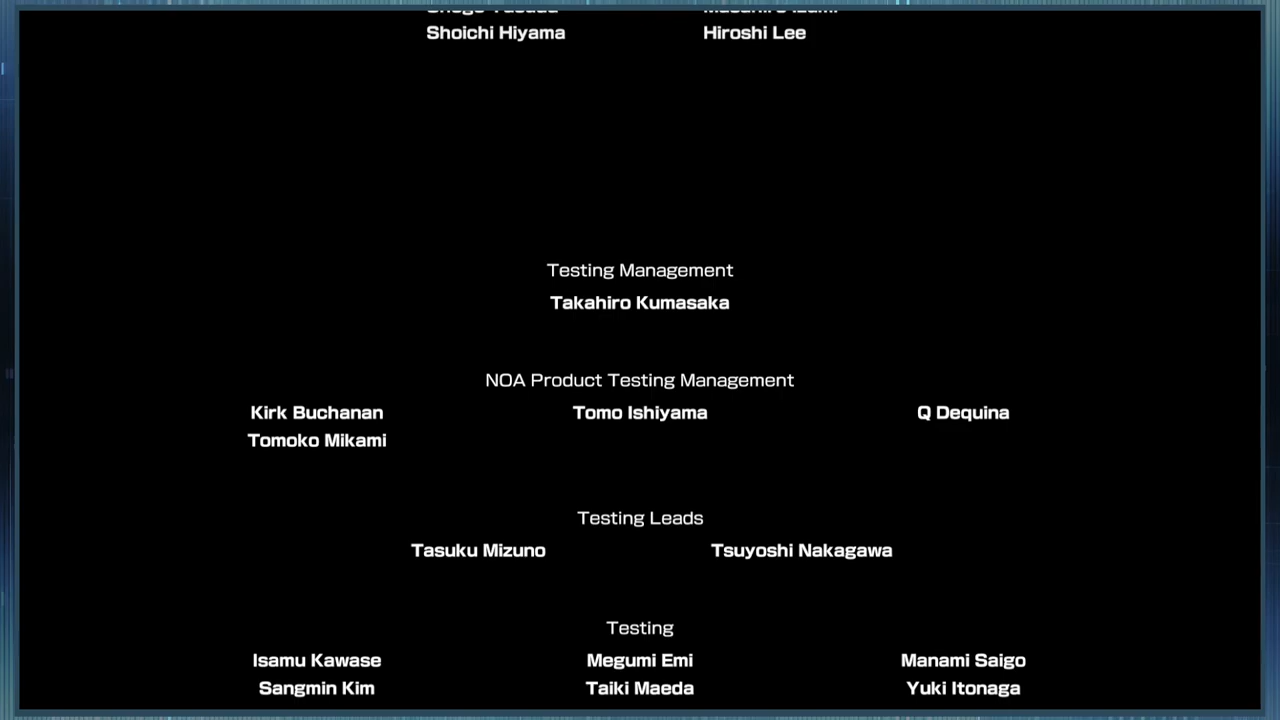 Shoichi Hiyama Hiroshi Lee
Testing Management
Takahiro Kumasaka
NOA Product Testing Management
Kirk Buchanan Tomo Ishiyama Q Dequina
Tomoko Mikami
Testing Leads
Tasuku Mizuno Tsuyoshi Nakagawa
Testing
Isamu Kawase Megumi Emi Manami Saigo
Sangmin Kim Taiki Maeda Yuki Itonaga